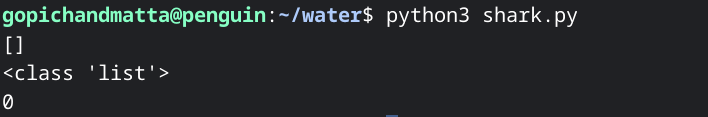 gopichandmatta@penguin:~/water$ python3 shark.py
[]
<class 'list'>
0